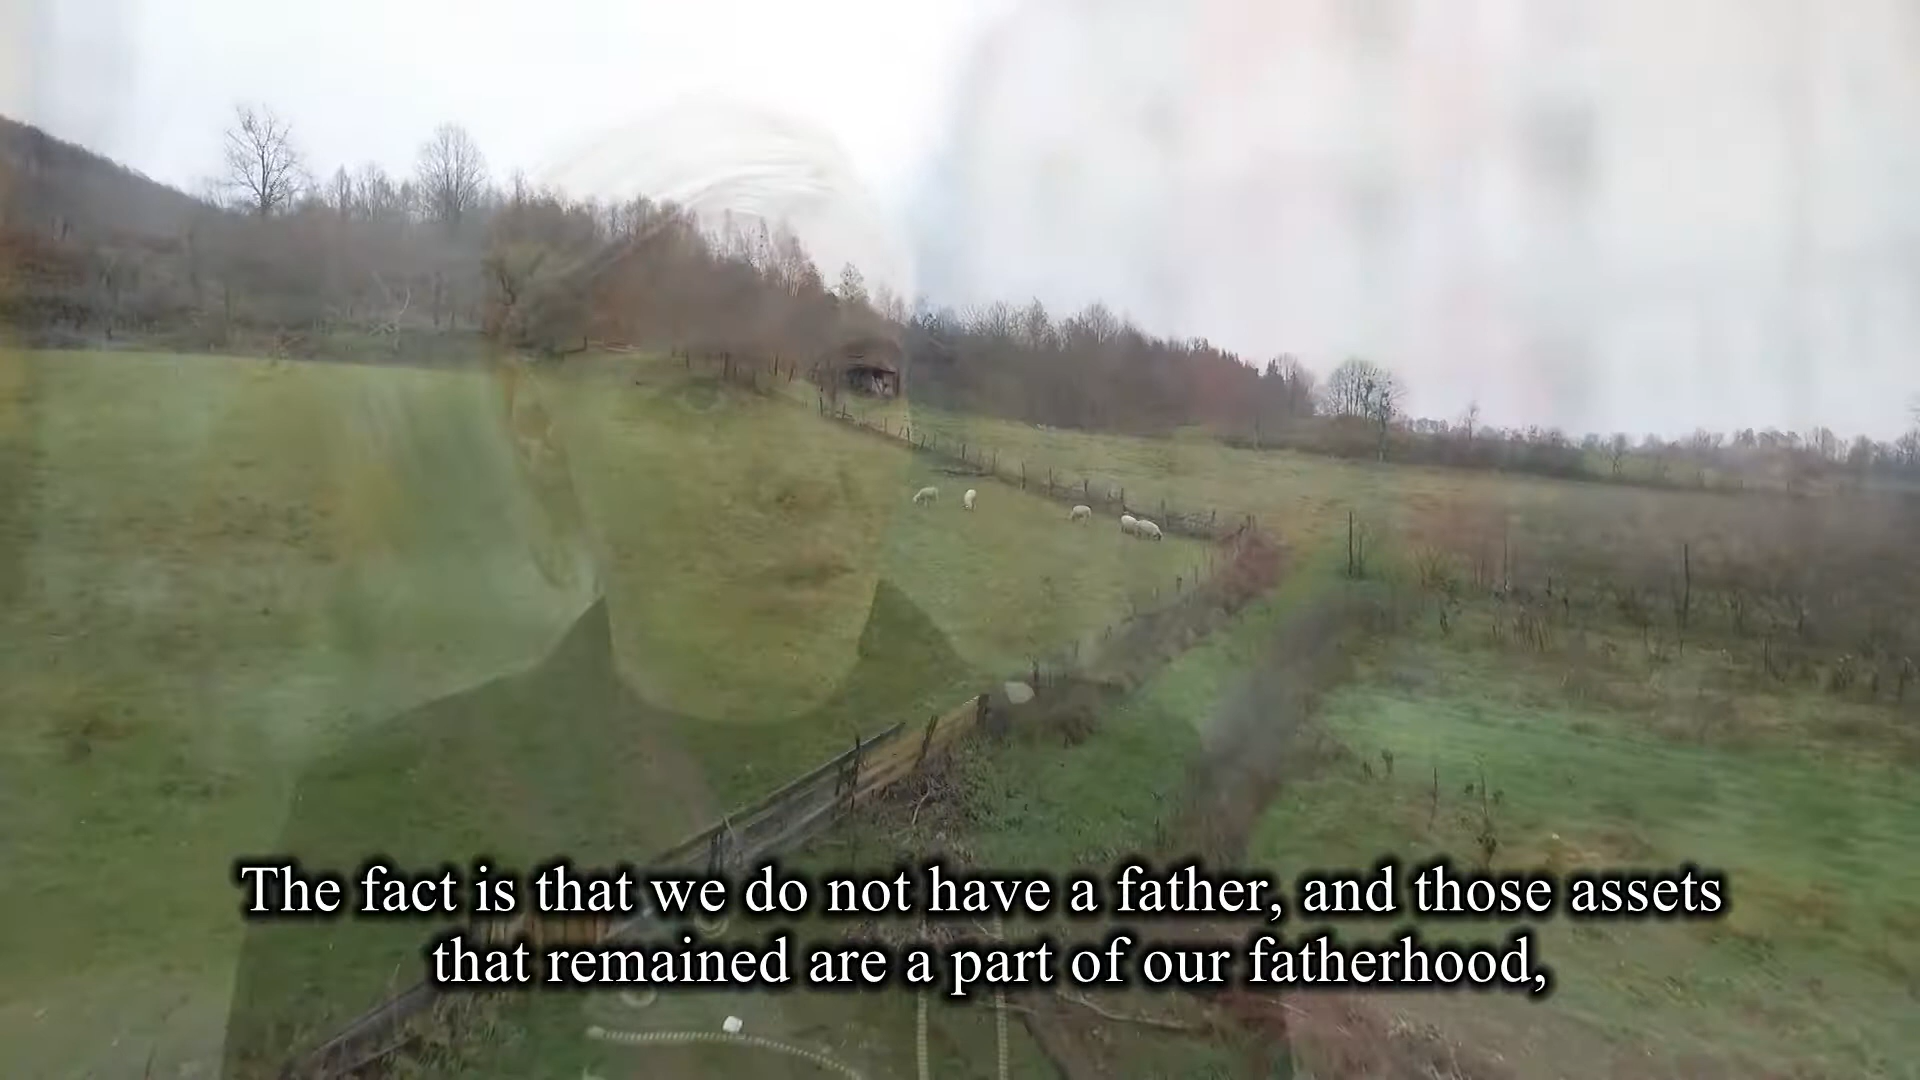 The fact is that we do not have a father, and those assets
that remained are a part of our fatherhood,